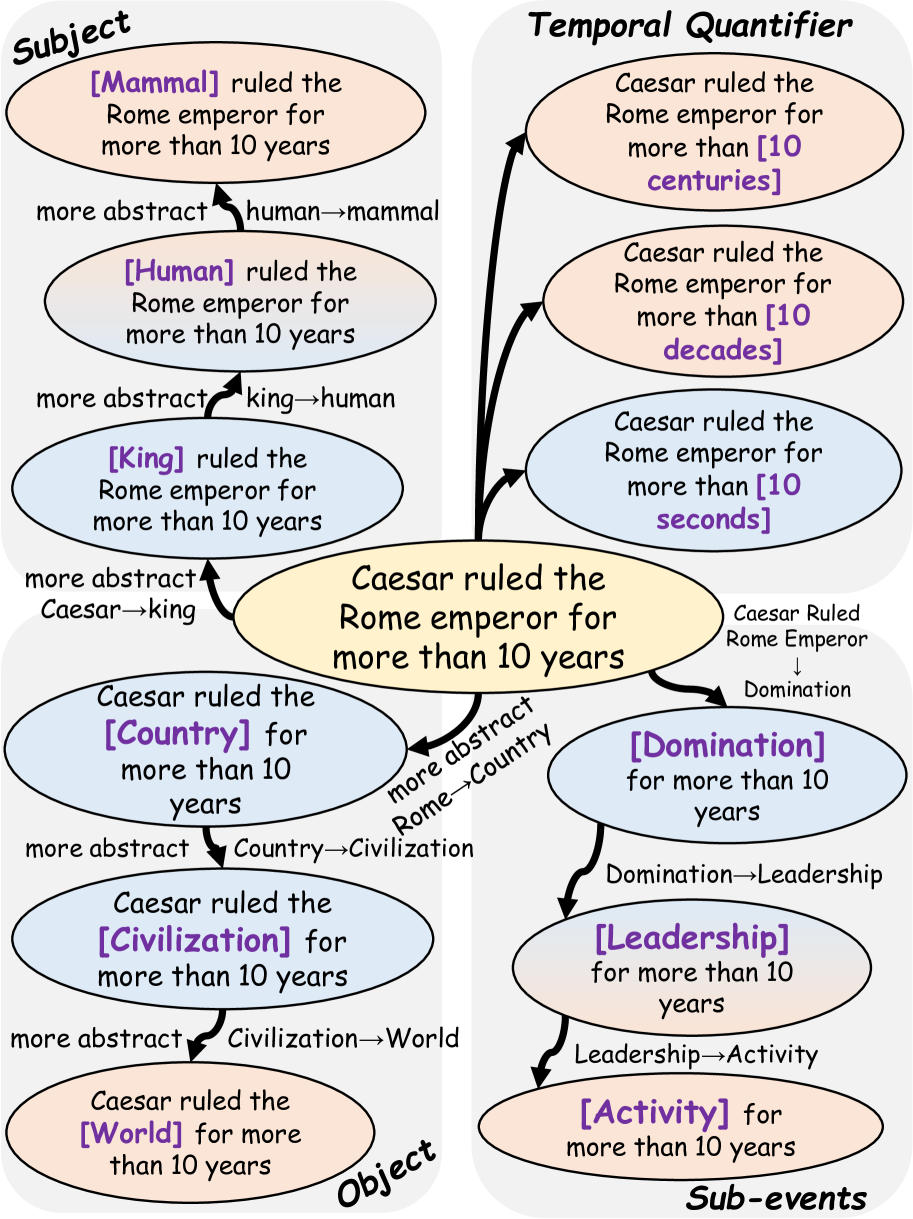 Subject
[Mammal] ruled the
Rome emperor for
more than 10 years
more abstract human→mammal
[Human] ruled the
Rome emperor for
more than 10 years
more abstract king→human
[King] ruled the
Rome emperor for
more than 10 years
more abstract
Caesar→king
Temporal Quantifier
Caesar ruled the
Rome emperor for
more than [10
centuries]
Caesar ruled the
Rome emperor for
more than [10
decades]
Caesar ruled the
Rome emperor for
more than [10
seconds]
Caesar ruled the
Rome emperor for
more than 10 years
more abstract
Rome→Country
Caesar ruled the
[Country] for
more than 10
years
more abstract Country→Civilization
Caesar ruled the
[Civilization] for
more than 10 years
more abstract Civilization→World
Caesar ruled the
[World] for more
than 10 years
Object
Caesar Ruled
Rome Emperor
↓
Domination
[Domination]
for more than 10
years
Domination→Leadership
[Leadership]
for more than 10
years
Leadership→Activity
[Activity] for
more than 10 years
Sub-events